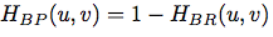 H_{BP}(u, v) = 1 − H_{BR}(u, v)